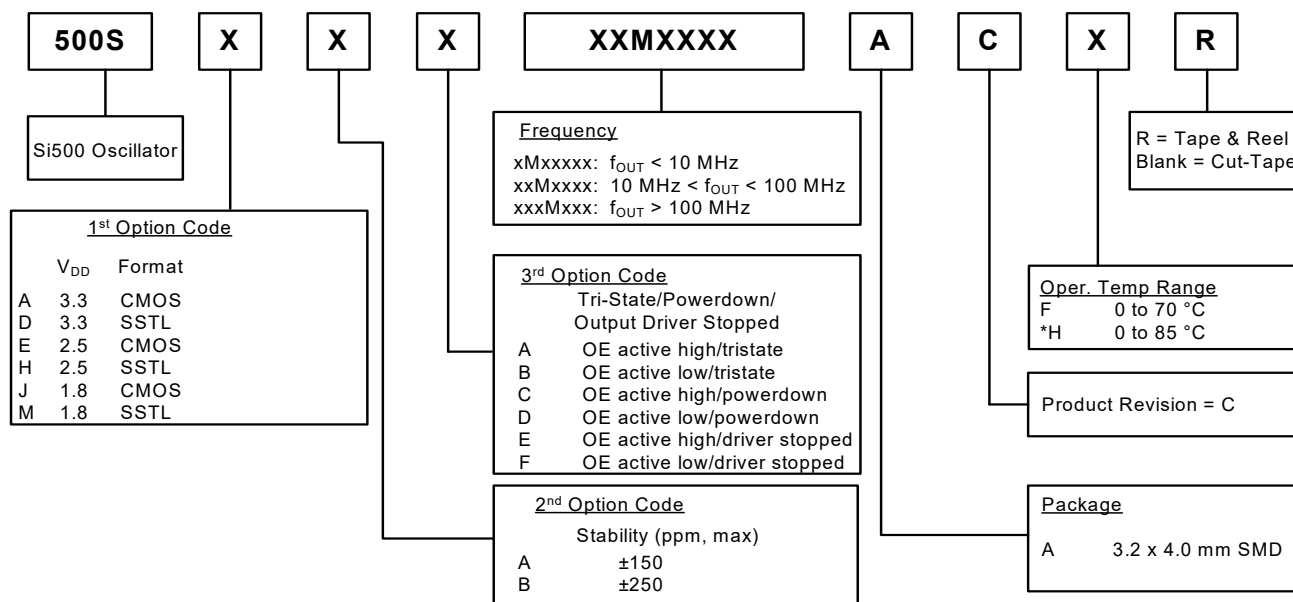 500S X X X XXMXXXX A C X R
Si500 Oscillator
Frequency
xMxxxxx: fOUT < 10 MHz
xxMxxxx: 10 MHz < fOUT < 100 MHz
xxxMxxx: fOUT > 100 MHz
R = Tape & Reel
Blank = Cut-Tape
1st Option Code
VDD Format
A 3.3 CMOS
D 3.3 SSTL
E 2.5 CMOS
H 2.5 SSTL
J 1.8 CMOS
M 1.8 SSTL
3rd Option Code
Tri-State/Powerdown/
Output Driver Stopped
A OE active high/tristate
B OE active low/tristate
C OE active high/powerdown
D OE active low/powerdown
E OE active high/driver stopped
F OE active low/driver stopped
Oper. Temp Range
F 0 to 70 °C
*H 0 to 85 °C
Product Revision = C
2nd Option Code
Stability (ppm, max)
A ±150
B ±250
Package
A 3.2 x 4.0 mm SMD